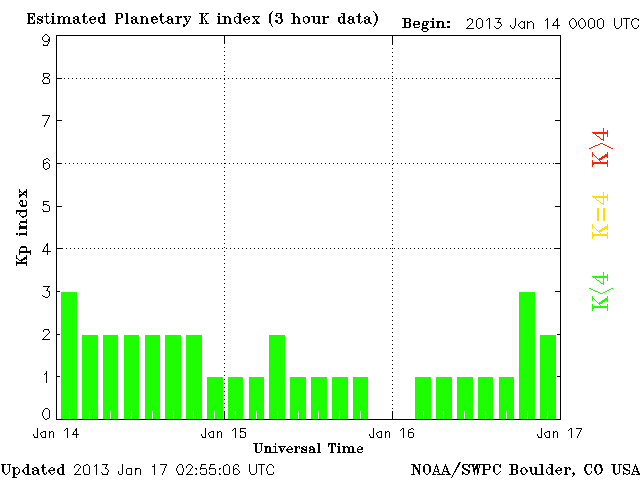 Estimated Planetary K index (3 hour data) Begin: 2013 Jan 14 0000 UTC
9
8
7
6
5
4
3
2
1
0
Kp index
K>4
K=4
K<4
Jan 14 Jan 15 Jan 16 Jan 17
Universal Time
Updated 2013 Jan 17 02:55:06 UTC NOAA/SWPC Boulder, CO USA